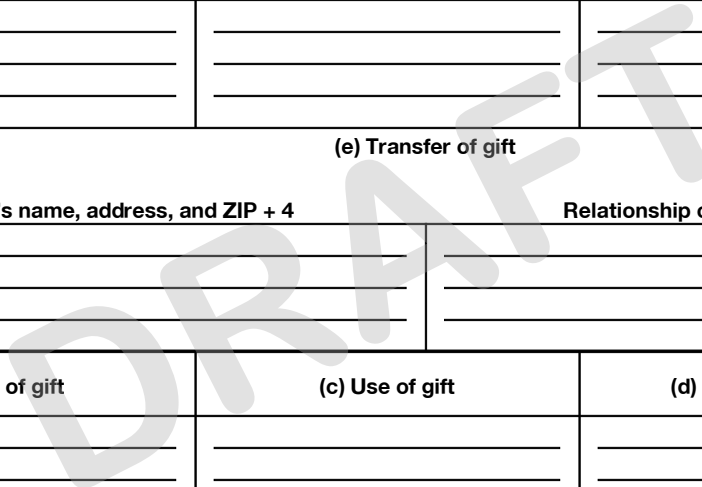 (e) Transfer of gift
's name, address, and ZIP + 4 Relationship
of gift (c) Use of gift (d)
DRAFT